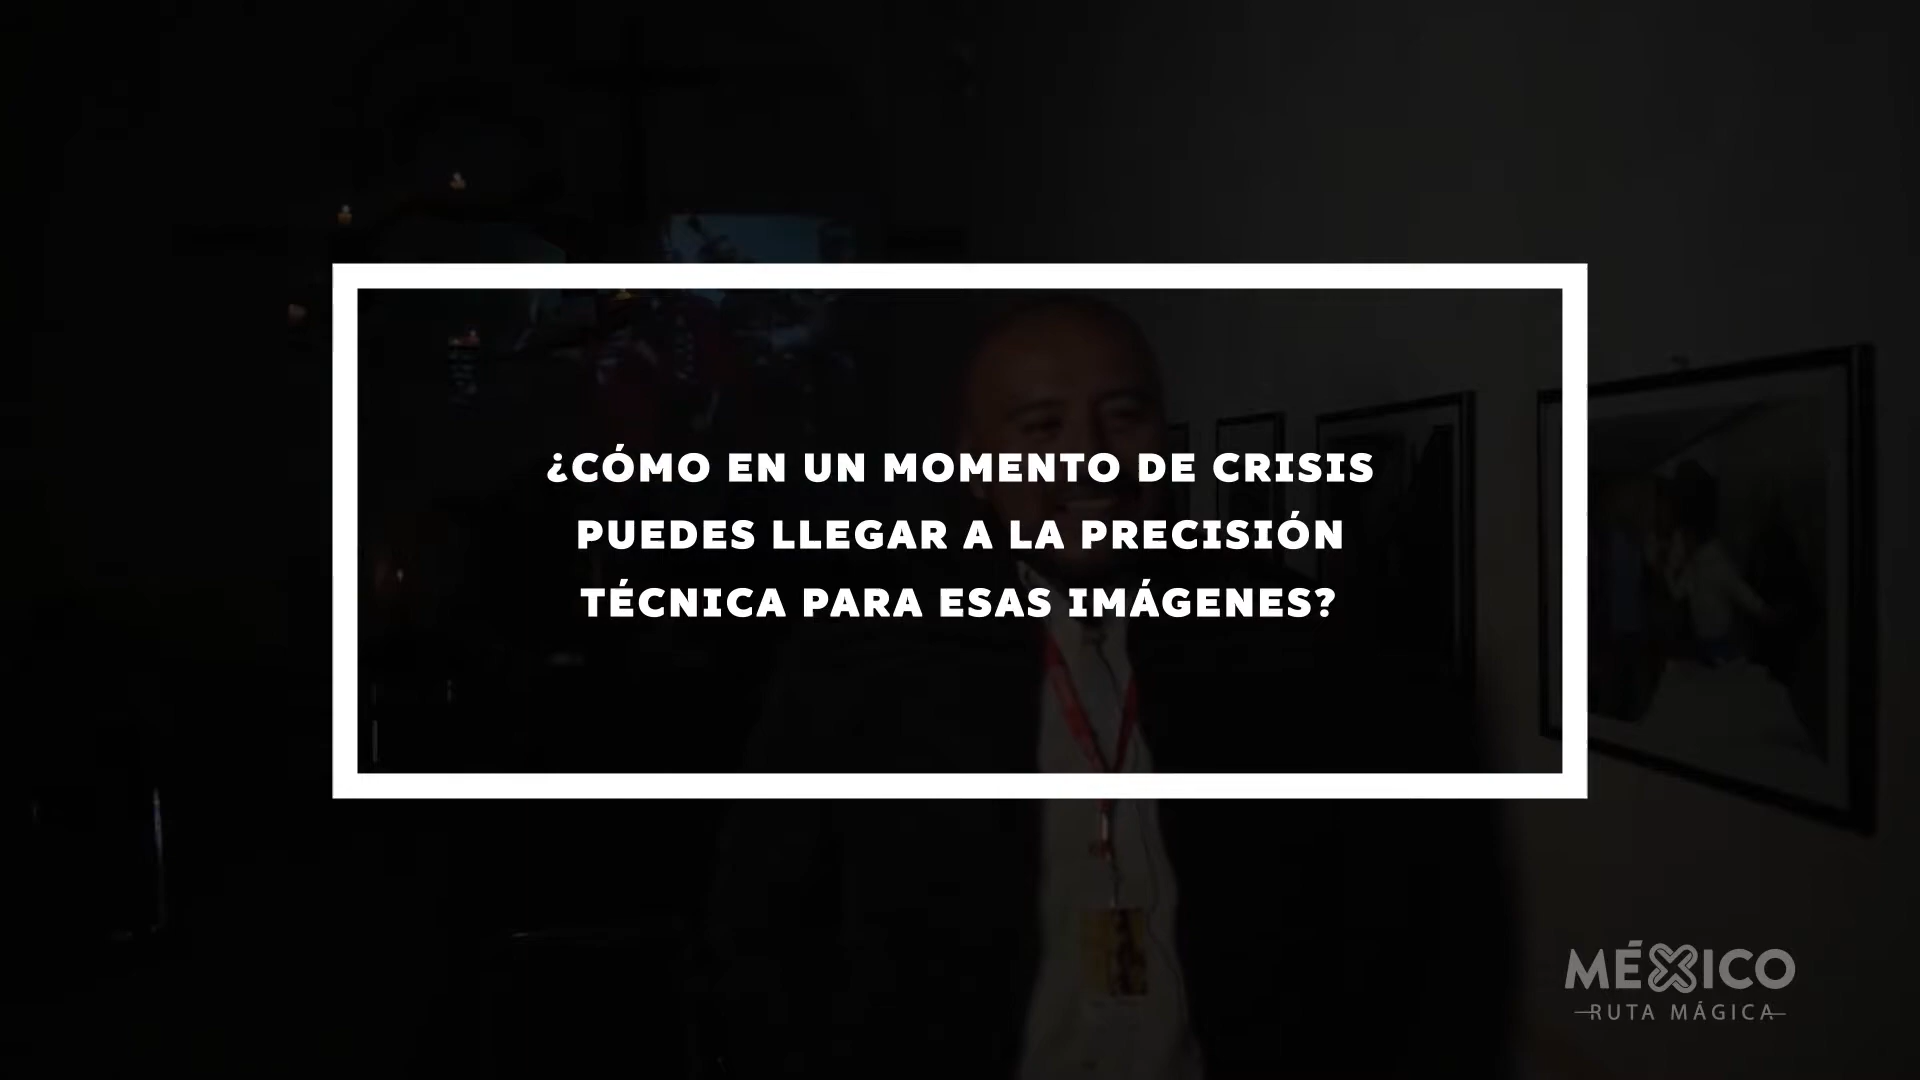 ¿CÓMO EN UN MOMENTO DE CRISIS
PUEDES LLEGAR A LA PRECISIÓN
TÉCNICA PARA ESAS IMÁGENES?
MÉXICO
RUTA MÁGICA